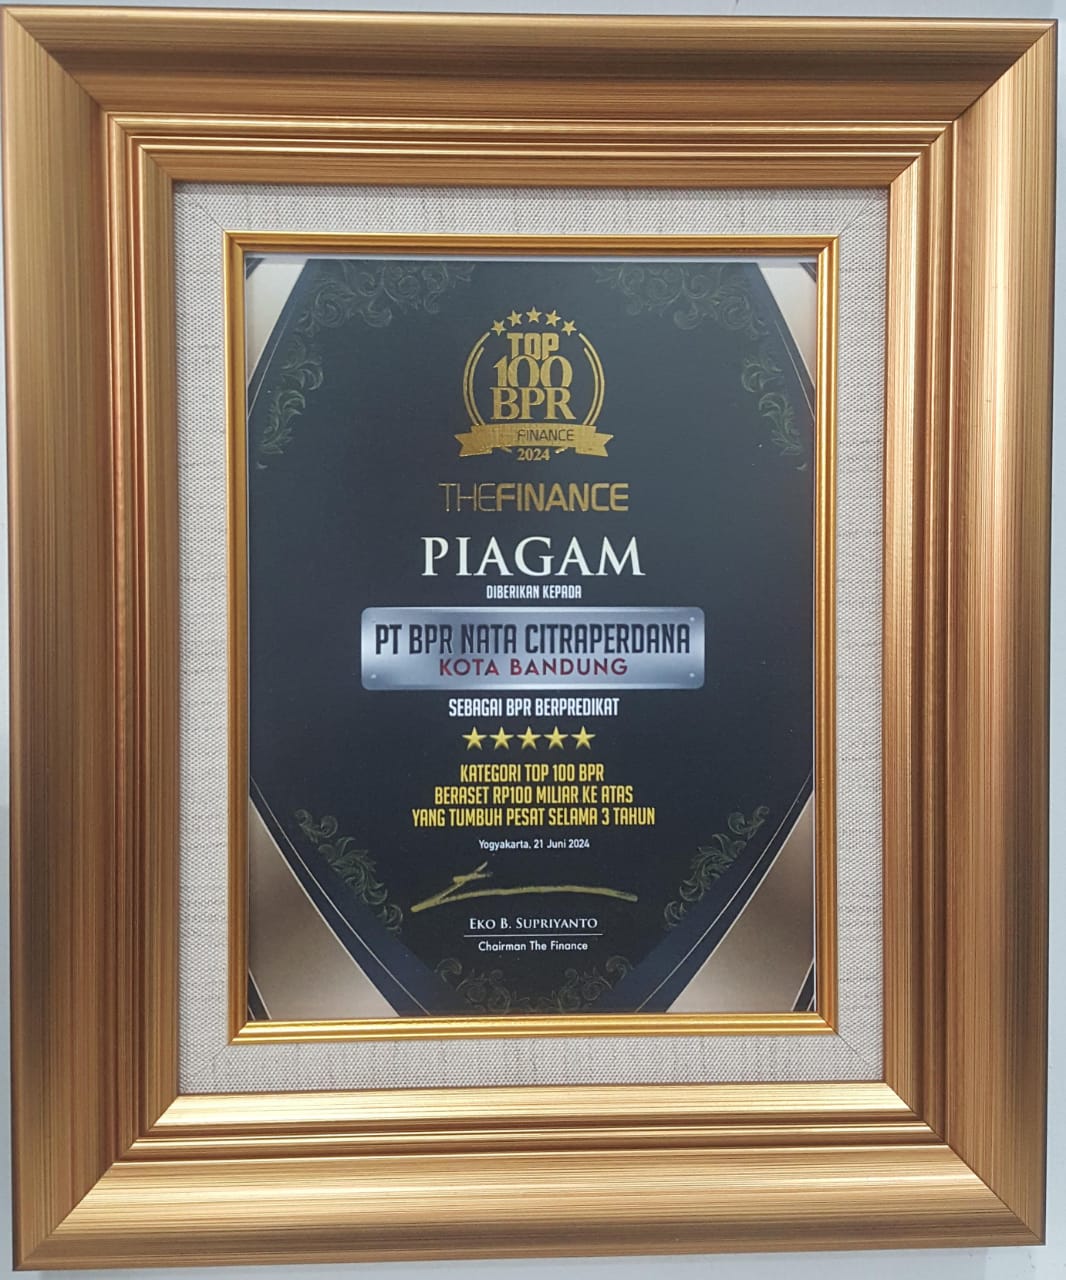 TOP
100
BPR
THE FINANCE
2024
THEFINANCE
PIAGAM
DIBERIKAN KEPADA
PT BPR NATA CITRAPERDANA
KOTA BANDUNG
SEBAGAI BPR BERPREDIKAT
KATEGORI TOP 100 BPR
BERASET RP100 MILIAR KE ATAS
YANG TUMBUH PESAT SELAMA 3 TAHUN
Yogyakarta, 21 Juni 2024
EKO B. SUPRIYANTO
Chairman The Finance